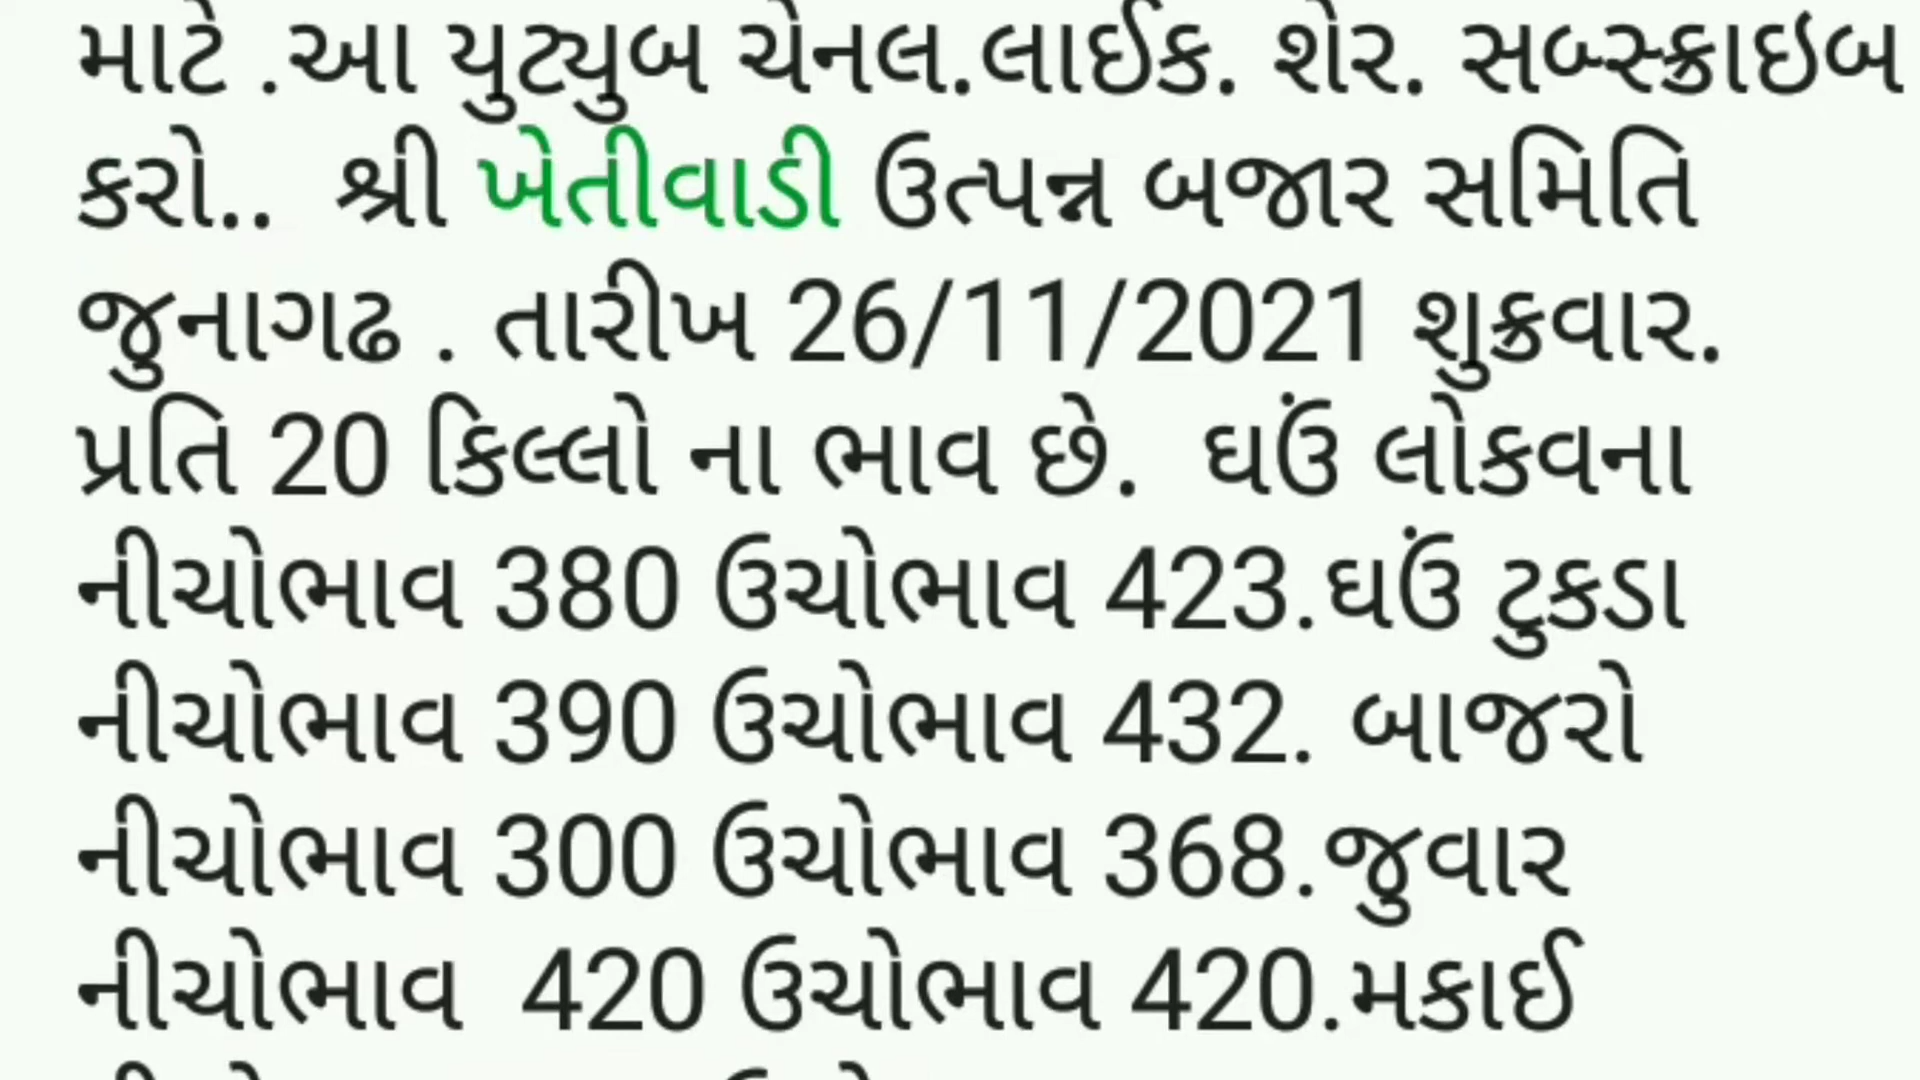 માટે .આ યુટ્યુબ ચેનલ.લાઈક. શેર. સબ્સ્ક્રાઇબ
કરો..  શ્રી ખેતીવાડી ઉત્પન્ન બજાર સમિતિ
જુનાગઢ . તારીખ 26/11/2021 શુક્રવાર.
પ્રતિ 20 કિલ્લો ના ભાવ છે.  ઘઉં લોકવના
નીચોભાવ 380 ઉચોભાવ 423.ઘઉં ટુકડા
નીચોભાવ 390 ઉચોભાવ 432. બાજરો
નીચોભાવ 300 ઉચોભાવ 368.જુવાર
નીચોભાવ  420 ઉચોભાવ 420.મકાઈ